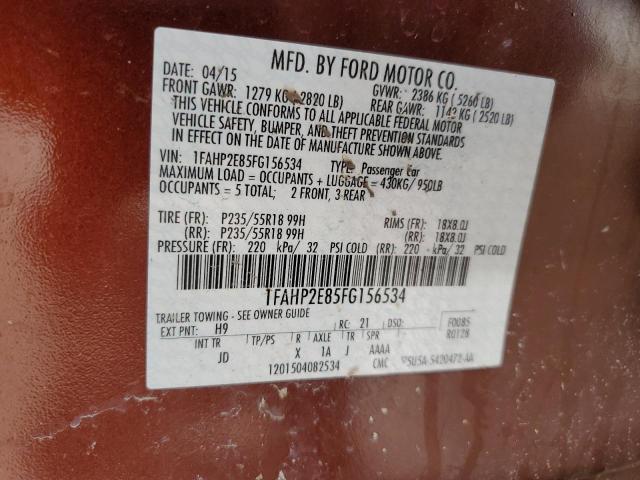 MFD. BY FORD MOTOR CO.
DATE: 04/15 GVWR: 2386 KG ( 5260 LB)
FRONT GAWR: 1279 KG ( 2820 LB) REAR GAWR: 1143 KG ( 2520 LB)
THIS VEHICLE CONFORMS TO ALL APPLICABLE FEDERAL MOTOR
VEHICLE SAFETY, BUMPER, AND THEFT PREVENTION STANDARDS
IN EFFECT ON THE DATE OF MANUFACTURE SHOWN ABOVE.
VIN: 1FAHP2E85FG156534 TYPE: Passenger Car
MAXIMUM LOAD = OCCUPANTS + LUGGAGE = 430KG/ 950LB
OCCUPANTS = 5 TOTAL; 2 FRONT, 3 REAR
TIRE (FR): P235/55R18 99H RIMS (FR): 18X8.0J
(RR): P235/55R18 99H (RR): 18X8.0J
PRESSURE (FR): 220 kPa/ 32 PSI COLD (RR): 220 kPa/ 32 PSI COLD
1FAHP2E85FG156534
TRAILER TOWING - SEE OWNER GUIDE
EXT PNT: H9 RC: 21 DSO: F0085
INT TR TP/PS R AXLE TR SPR R0128
JD X 1A J AAAA
1201504082534 CMC 5U5A-5420472-AA